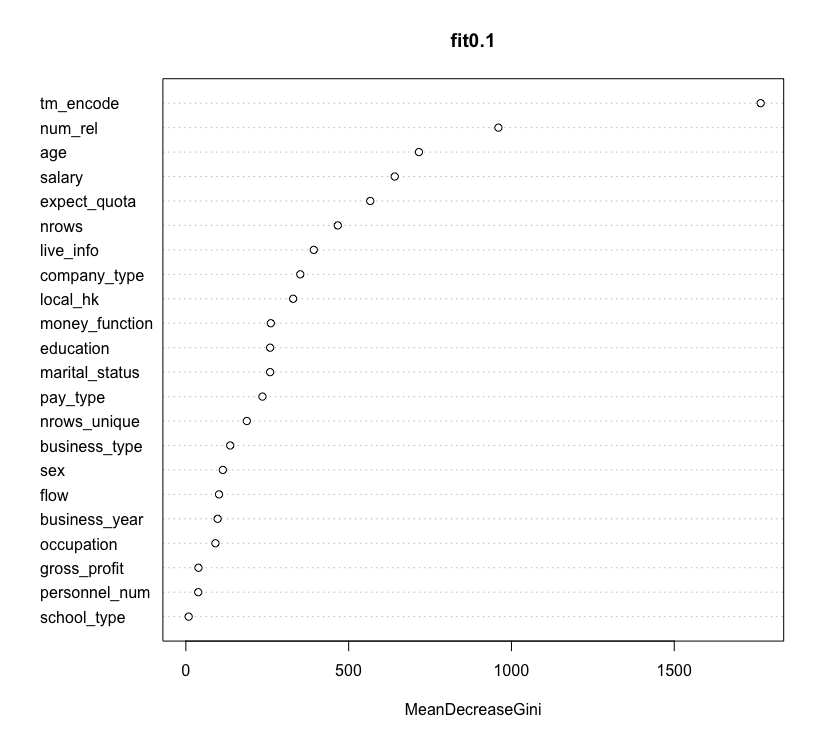 fit0.1
tm_encode
num_rel
age
salary
expect_quota
nrows
live_info
company_type
local_hk
money_function
education
marital_status
pay_type
nrows_unique
business_type
sex
flow
business_year
occupation
gross_profit
personnel_num
school_type
0 500 1000 1500
MeanDecreaseGini